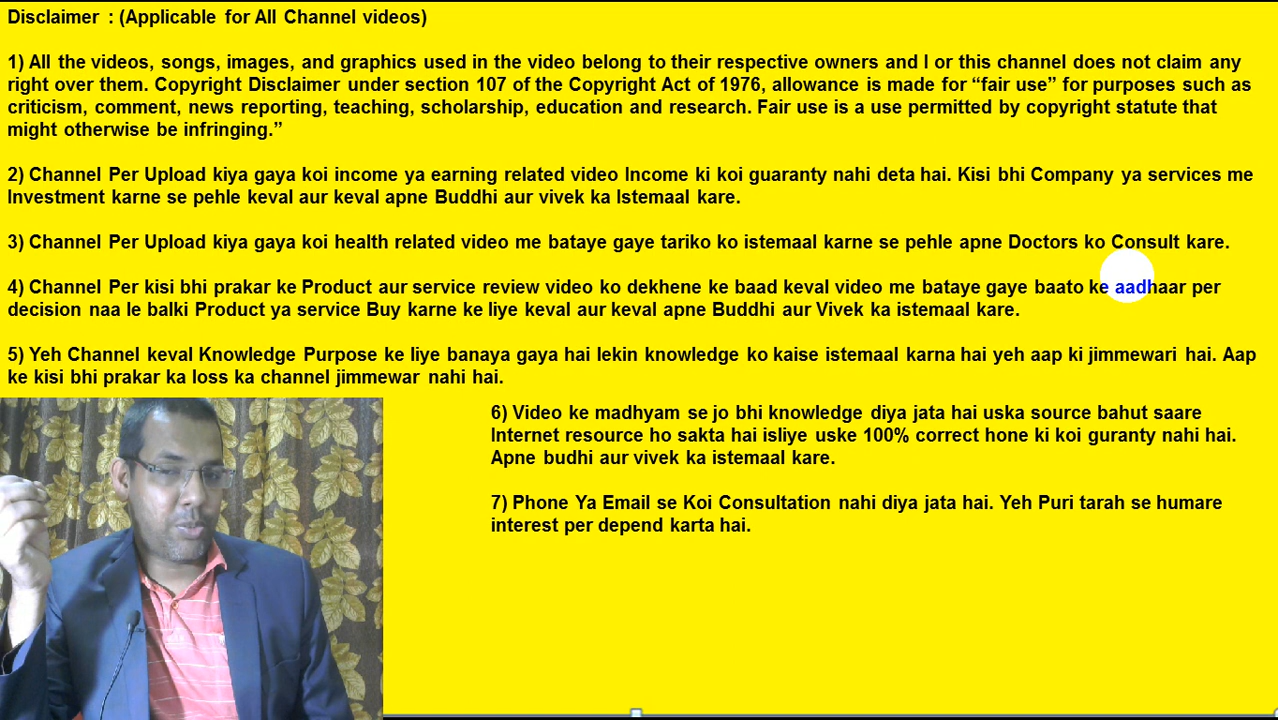 Disclaimer : (Applicable for All Channel videos)
1) All the videos, songs, images, and graphics used in the video belong to their respective owners and I or this channel does not claim any
right over them. Copyright Disclaimer under section 107 of the Copyright Act of 1976, allowance is made for “fair use” for purposes such as
criticism, comment, news reporting, teaching, scholarship, education and research. Fair use is a use permitted by copyright statute that
might otherwise be infringing.”
2) Channel Per Upload kiya gaya koi income ya earning related video Income ki koi guaranty nahi deta hai. Kisi bhi Company ya services me
Investment karne se pehle keval aur keval apne Buddhi aur vivek ka Istemaal kare.
3) Channel Per Upload kiya gaya koi health related video me bataye gaye tariko ko istemaal karne se pehle apne Doctors ko Consult kare.
4) Channel Per kisi bhi prakar ke Product aur service review video ko dekhene ke baad keval video me bataye gaye baato ke aadhaar per
decision naa le balki Product ya service Buy karne ke liye keval aur keval apne Buddhi aur Vivek ka istemaal kare.
5) Yeh Channel keval Knowledge Purpose ke liye banaya gaya hai lekin knowledge ko kaise istemaal karna hai yeh aap ki jimmewari hai. Aap
ke kisi bhi prakar ka loss ka channel jimmewar nahi hai.
6) Video ke madhyam se jo bhi knowledge diya jata hai uska source bahut saare
Internet resource ho sakta hai isliye uske 100% correct hone ki koi guranty nahi hai.
Apne budhi aur vivek ka istemaal kare.
7) Phone Ya Email se Koi Consultation nahi diya jata hai. Yeh Puri tarah se humare
interest per depend karta hai.